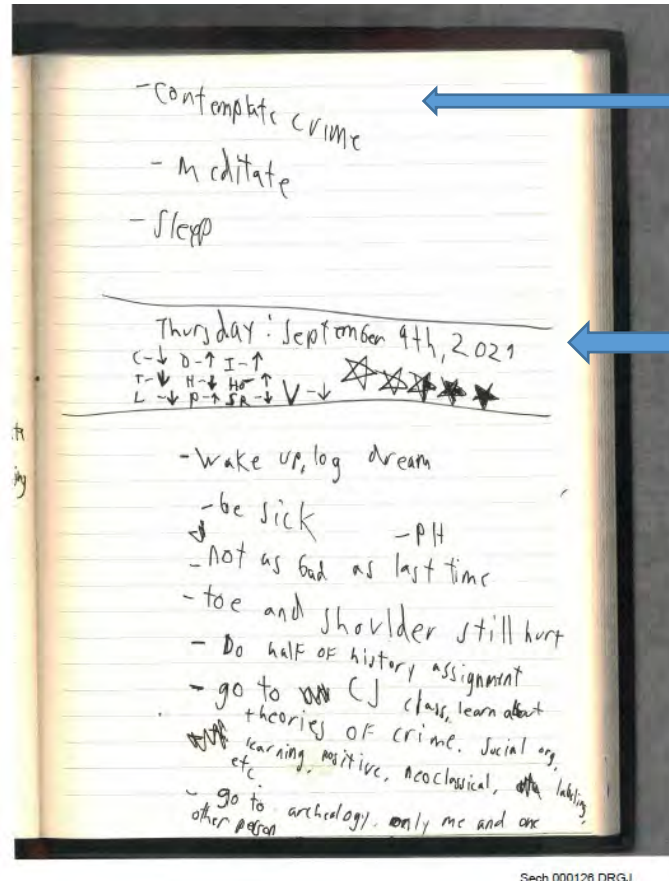 - Contemplate crime
- Meditate
- Sleep
Thursday: September 9th, 2021
C-↓ D-↑ I-↑
T-↓ H-↓ Ho-↑
L-↓ P-↑ SR-↓ V-↓
- Wake up, log dream
- be sick - PH
- not as bad as last time
- toe and shoulder still hurt
- Do half of history assignment
- go to CJ class, learn about
theories of crime. Social org,
learning, positive, neoclassical, labeling,
etc
- go to archeology. only me and one
other person
Sech 000126 DRGJ